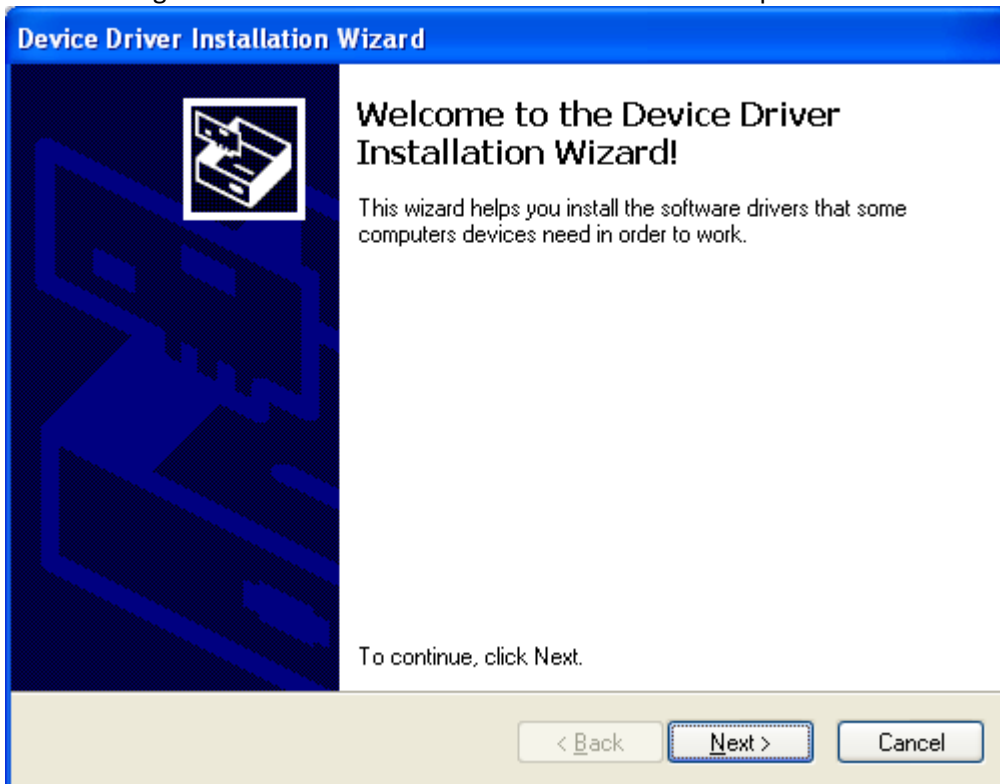 Device Driver Installation Wizard
Welcome to the Device Driver
Installation Wizard!
This wizard helps you install the software drivers that some
computers devices need in order to work.
To continue, click Next.
< Back
Next >
Cancel